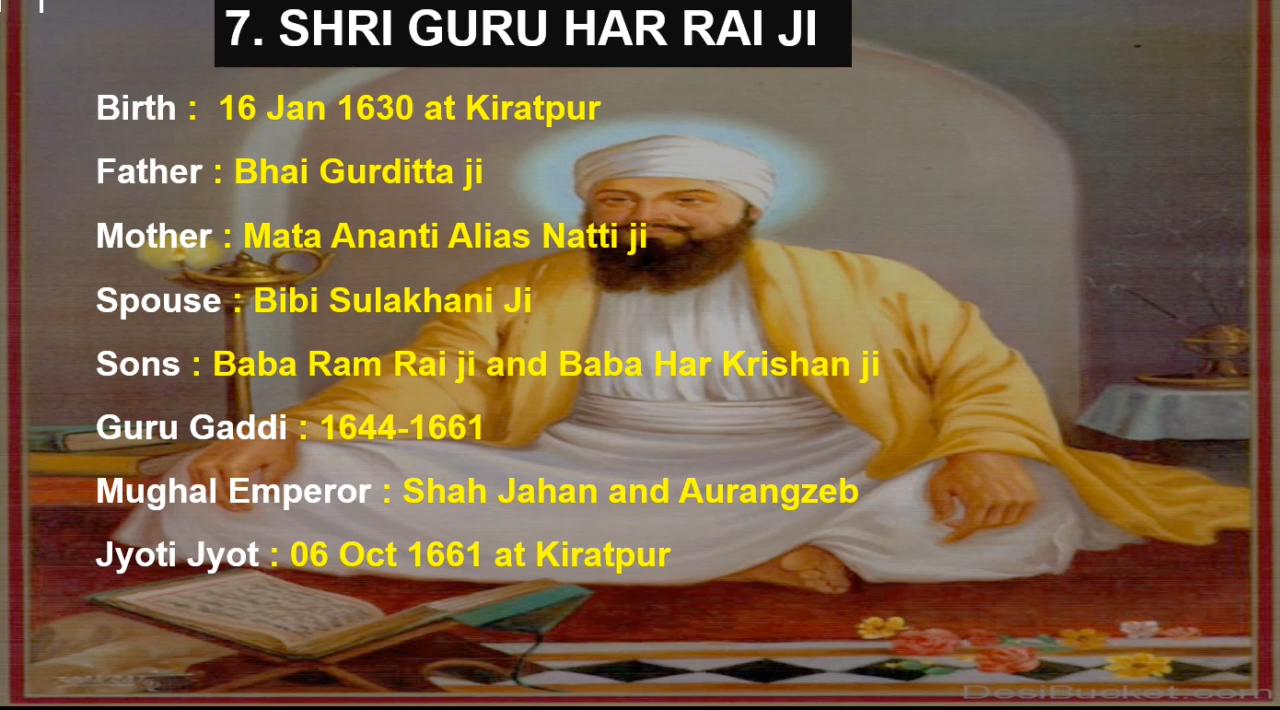 7. SHRI GURU HAR RAI JI
Birth : 16 Jan 1630 at Kiratpur
Father : Bhai Gurditta ji
Mother : Mata Ananti Alias Natti ji
Spouse : Bibi Sulakhani Ji
Sons : Baba Ram Rai ji and Baba Har Krishan ji
Guru Gaddi : 1644-1661
Mughal Emperor : Shah Jahan and Aurangzeb
Jyoti Jyot : 06 Oct 1661 at Kiratpur
DesiBucket.com